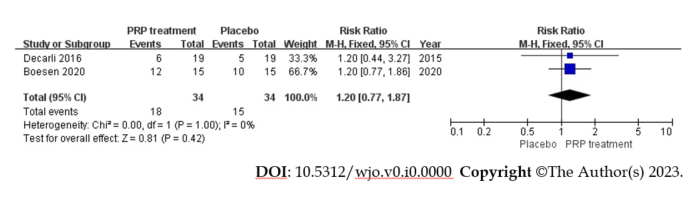 PRP treatment Placebo Risk Ratio Risk Ratio
Study or Subgroup Events Total Events Total Weight M-H, Fixed, 95% CI Year M-H, Fixed, 95% CI
Decarli 2016 6 19 5 19 33.3% 1.20 [0.44, 3.27] 2015
Boesen 2020 12 15 10 15 66.7% 1.20 [0.77, 1.86] 2020
Total (95% CI) 34 34 100.0% 1.20 [0.77, 1.87]
Total events 18 15
Heterogeneity: Chi² = 0.00, df = 1 (P = 1.00); I² = 0%
Test for overall effect: Z = 0.81 (P = 0.42)
0.1 0.2 0.5 1 2 5 10
Placebo PRP treatment
DOI: 10.5312/wjo.v0.i0.0000 Copyright ©The Author(s) 2023.